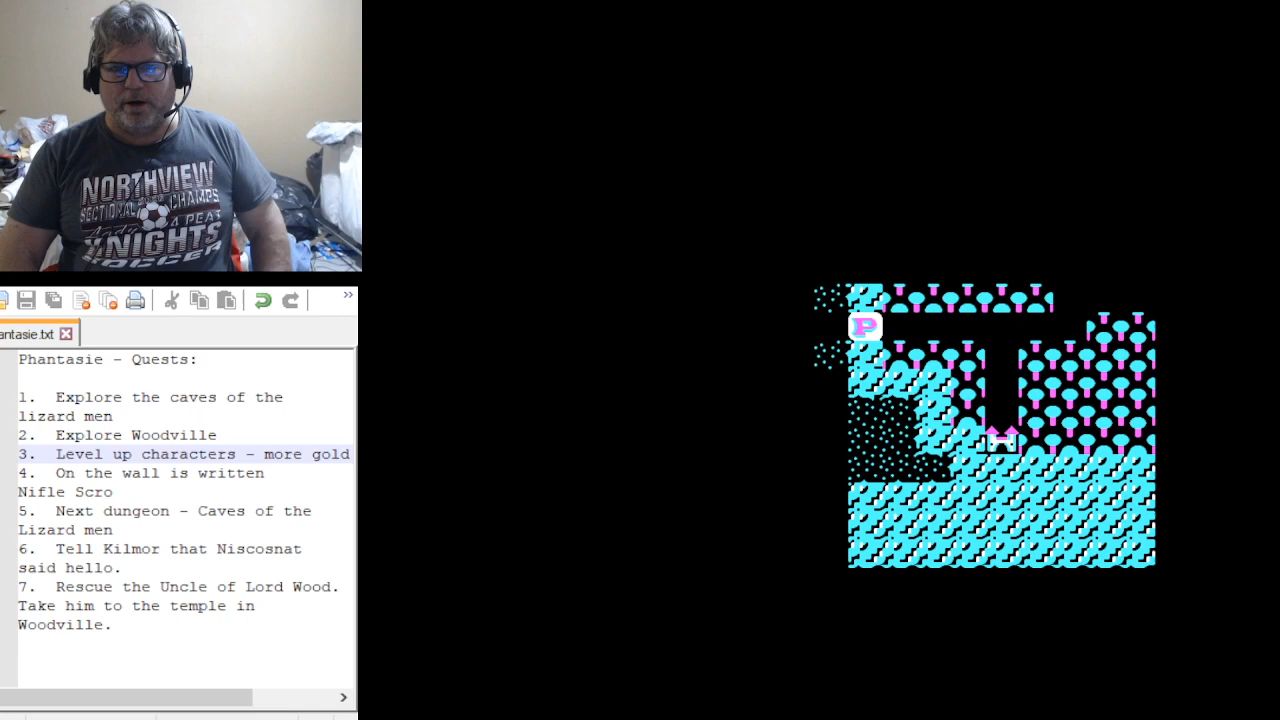 NORTHVIEW
SECTIONAL CHAMPS
A PEAT
KNIGHTS
SOCCER
antasie.txt
Phantasie - Quests:
1. Explore the caves of the
lizard men
2. Explore Woodville
3. Level up characters - more gold
4. On the wall is written
Nifle Scro
5. Next dungeon - Caves of the
Lizard men
6. Tell Kilmor that Niscosnat
said hello.
7. Rescue the Uncle of Lord Wood.
Take him to the temple in
Woodville.
P